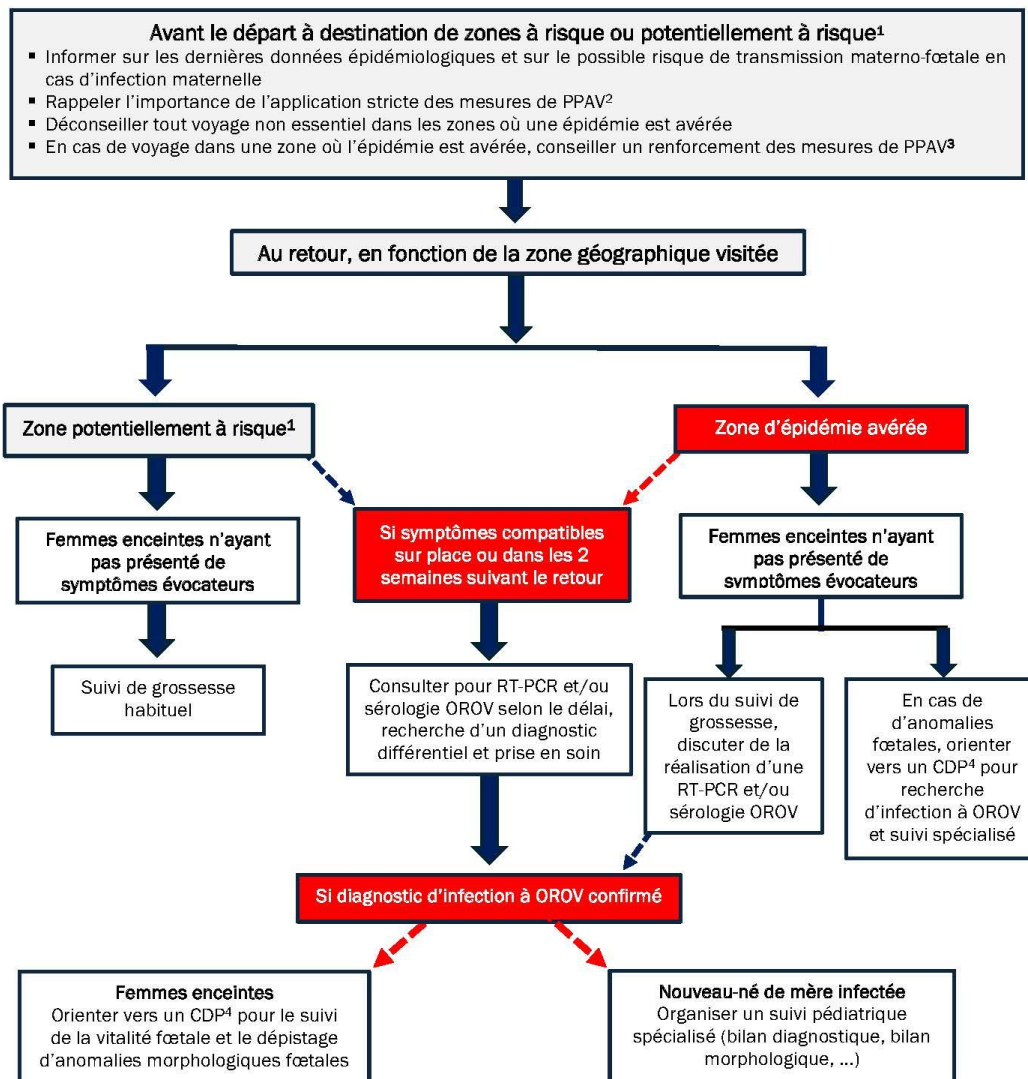 Avant le départ à destination de zones à risque ou potentiellement à risque¹
▪ Informer sur les dernières données épidémiologiques et sur le possible risque de transmission materno-fœtale en
cas d'infection maternelle
▪ Rappeler l'importance de l'application stricte des mesures de PPAV²
▪ Déconseiller tout voyage non essentiel dans les zones où une épidémie est avérée
▪ En cas de voyage dans une zone où l'épidémie est avérée, conseiller un renforcement des mesures de PPAV³
Au retour, en fonction de la zone géographique visitée
Zone potentiellement à risque¹
Zone d'épidémie avérée
Femmes enceintes n'ayant
pas présenté de
symptômes évocateurs
Si symptômes compatibles
sur place ou dans les 2
semaines suivant le retour
Femmes enceintes n'ayant
pas présenté de
symptômes évocateurs
Suivi de grossesse
habituel
Consulter pour RT-PCR et/ou
sérologie OROV selon le délai,
recherche d'un diagnostic
différentiel et prise en soin
Lors du suivi de
grossesse,
discuter de la
réalisation d'une
RT-PCR et/ou
sérologie OROV
En cas de
d'anomalies
fœtales, orienter
vers un CDP⁴ pour
recherche
d'infection à OROV
et suivi spécialisé
Si diagnostic d'infection à OROV confirmé
Femmes enceintes
Orienter vers un CDP⁴ pour le suivi
de la vitalité fœtale et le dépistage
d'anomalies morphologiques fœtales
Nouveau-né de mère infectée
Organiser un suivi pédiatrique
spécialisé (bilan diagnostique, bilan
morphologique, ...)